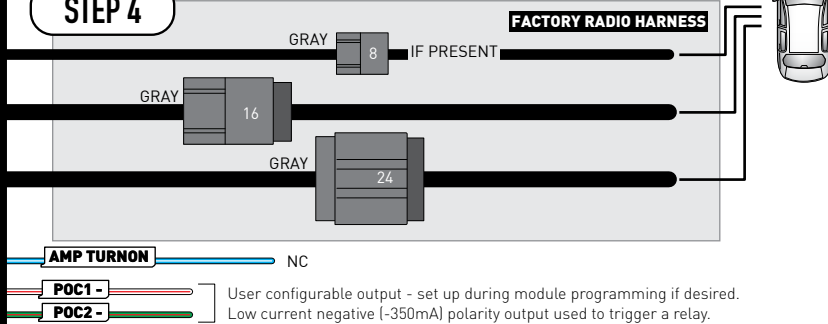 STEP 4
FACTORY RADIO HARNESS
GRAY
8
IF PRESENT
GRAY
16
GRAY
24
AMP TURNON
NC
POC1 -
POC2 -
User configurable output - set up during module programming if desired.
Low current negative (-350mA) polarity output used to trigger a relay.